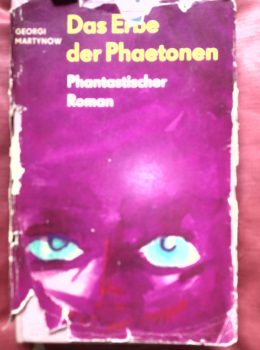 GEORGI
MARTYNOW
Das Erbe
der Phaetonen
Phantastischer
Roman